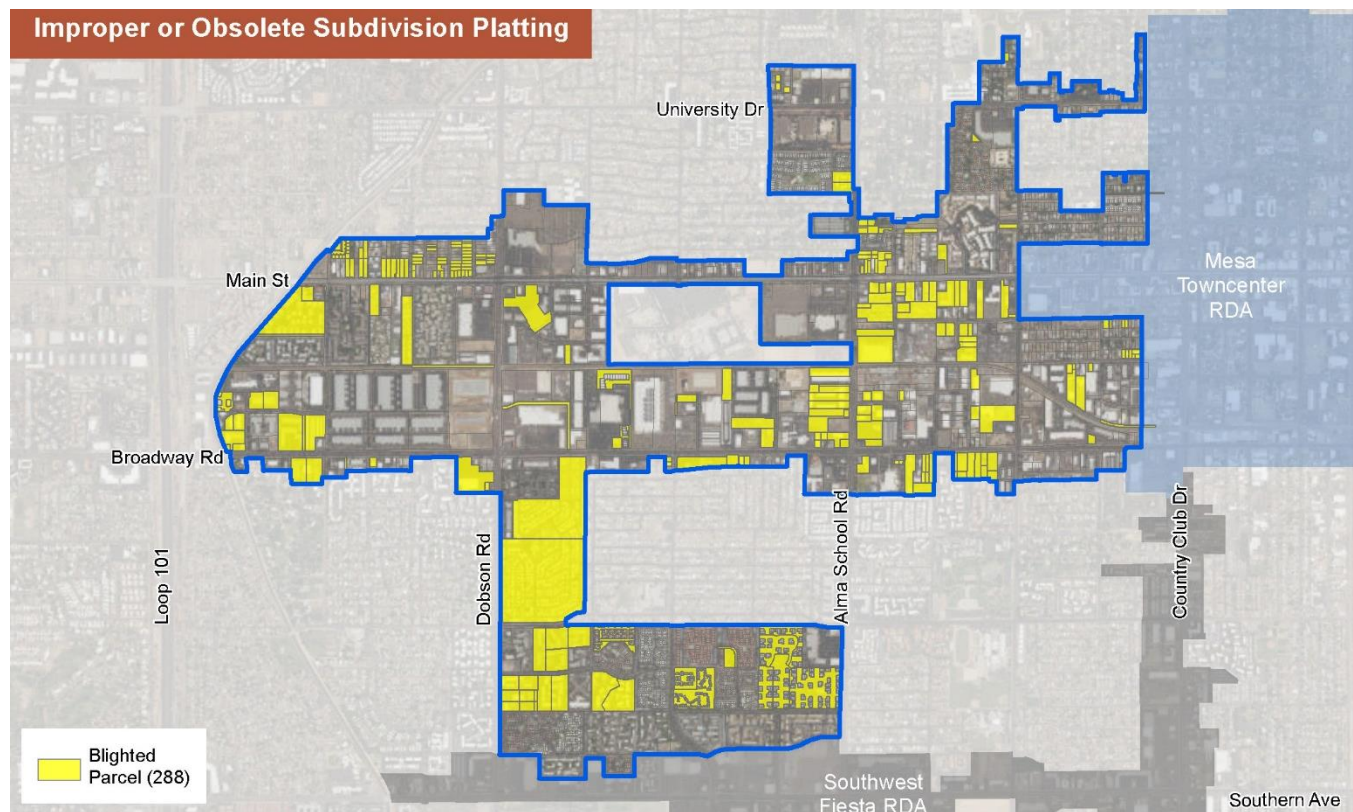 Improper or Obsolete Subdivision Platting
University Dr
Main St
Mesa
Towncenter
RDA
Broadway Rd
Loop 101
Dobson Rd
Alma School Rd
Country Club Dr
Blighted
Parcel (288)
Southwest
Fiesta RDA
Southern Ave